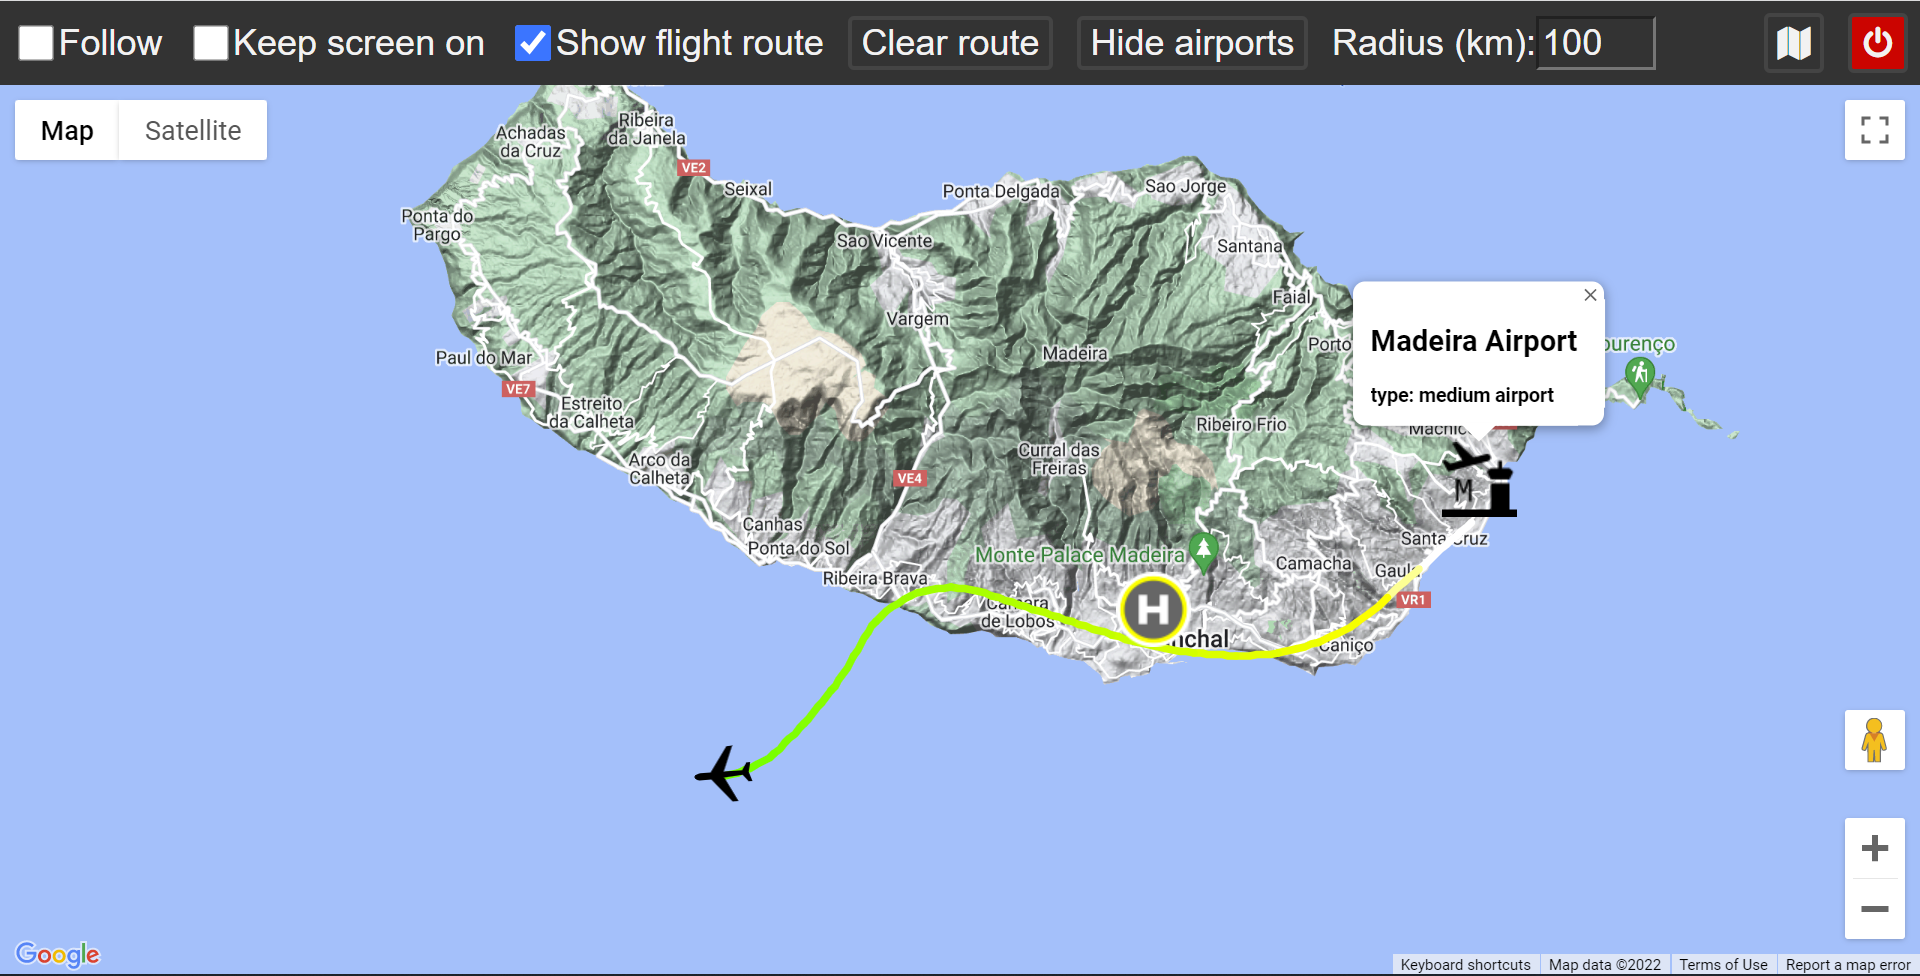 Follow
Keep screen on
Show flight route
Clear route
Hide airports
Radius (km):
100
Map
Satellite
Achadas
da Cruz
Ribeira
da Janela
VE2
Seixal
Ponta Delgada
Sao Jorge
Ponta do
Pargo
Sao Vicente
Santana
Faial
Vargem
Madeira
Porto
Madeira Airport
type: medium airport
ourenço
Paul do Mar
VE7
Estreito
da Calheta
Ribeiro Frio
Machic
Arco da
Calheta
VE4
Curral das
Freiras
M
Canhas
Ponta do Sol
Monte Palace Madeira
Santa Cruz
Camacha
Gaula
Ribeira Brava
VR1
Camara
de Lobos
H
nchal
Caniço
Google
Keyboard shortcuts
Map data ©2022
Terms of Use
Report a map error